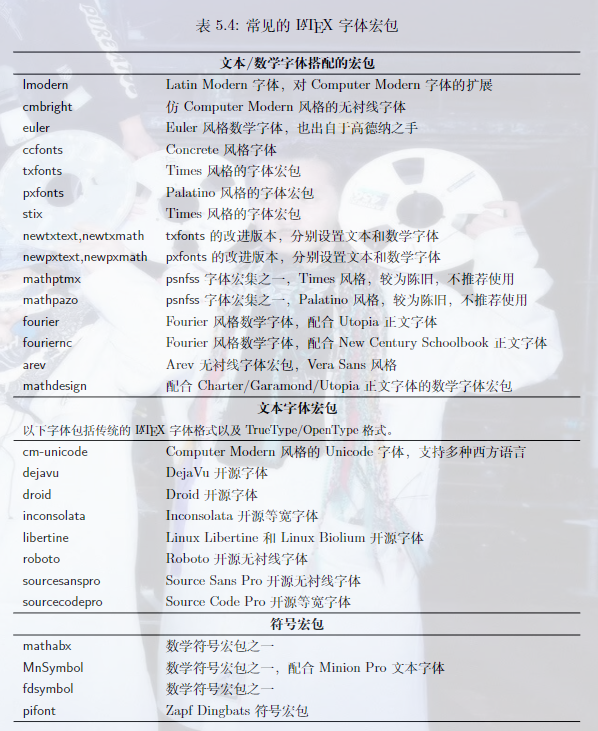 表 5.4: 常见的 LATEX 字体宏包
文本/数学字体搭配的宏包
lmodern Latin Modern 字体，对 Computer Modern 字体的扩展
cmbright 仿 Computer Modern 风格的无衬线字体
euler Euler 风格数学字体，也出自于高德纳之手
ccfonts Concrete 风格字体
txfonts Times 风格的字体宏包
pxfonts Palatino 风格的字体宏包
stix Times 风格的字体宏包
newtxtext,newtxmath txfonts 的改进版本，分别设置文本和数学字体
newpxtext,newpxmath pxfonts 的改进版本，分别设置文本和数学字体
mathptmx psnfss 字体宏集之一，Times 风格，较为陈旧，不推荐使用
mathpazo psnfss 字体宏集之一，Palatino 风格，较为陈旧，不推荐使用
fourier Fourier 风格数学字体，配合 Utopia 正文字体
fouriernc Fourier 风格数学字体，配合 New Century Schoolbook 正文字体
arev Arev 无衬线字体宏包，Vera Sans 风格
mathdesign 配合 Charter/Garamond/Utopia 正文字体的数学字体宏包
文本字体宏包
以下字体包括传统的 LATEX 字体格式以及 TrueType/OpenType 格式。
cm-unicode Computer Modern 风格的 Unicode 字体，支持多种西方语言
dejavu DejaVu 开源字体
droid Droid 开源字体
inconsolata Inconsolata 开源等宽字体
libertine Linux Libertine 和 Linux Biolium 开源字体
roboto Roboto 开源无衬线字体
sourcesanspro Source Sans Pro 开源无衬线字体
sourcecodepro Source Code Pro 开源等宽字体
符号宏包
mathabx 数学符号宏包之一
MnSymbol 数学符号宏包之一，配合 Minion Pro 文本字体
fdsymbol 数学符号宏包之一
pifont Zapf Dingbats 符号宏包